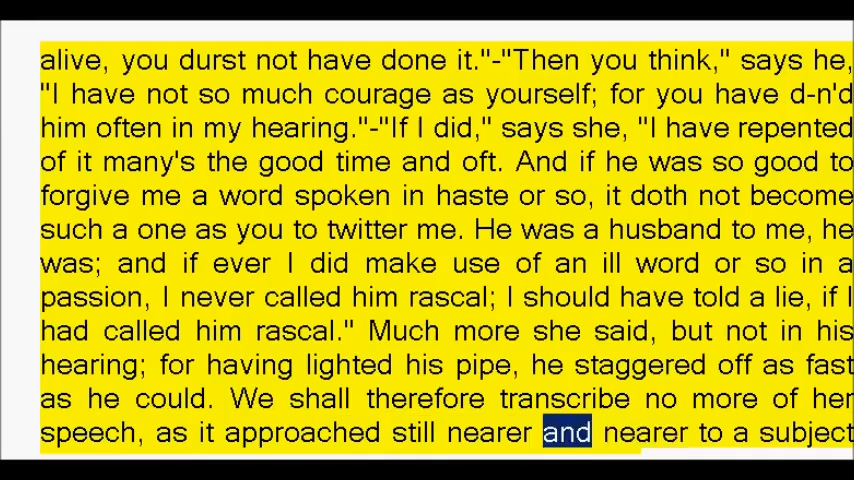 alive, you durst not have done it."-"Then you think," says he,
"I have not so much courage as yourself; for you have d-n'd
him often in my hearing."-"If I did," says she, "I have repented
of it many's the good time and oft. And if he was so good to
forgive me a word spoken in haste or so, it doth not become
such a one as you to twitter me. He was a husband to me, he
was; and if ever I did make use of an ill word or so in a
passion, I never called him rascal; I should have told a lie, if I
had called him rascal." Much more she said, but not in his
hearing; for having lighted his pipe, he staggered off as fast
as he could. We shall therefore transcribe no more of her
speech, as it approached still nearer and nearer to a subject